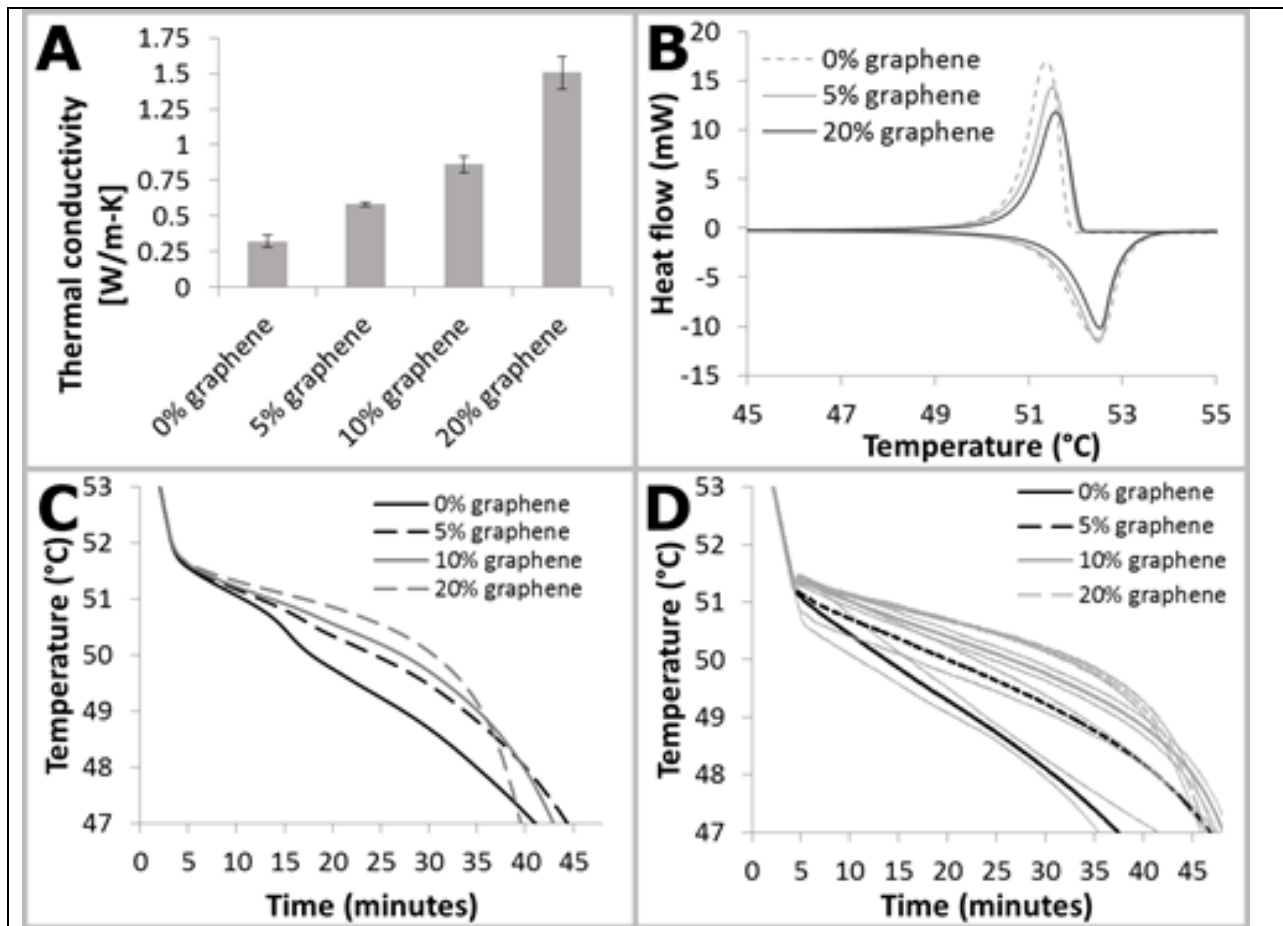 A
Thermal conductivity
[W/m-K]
1.75
1.5
1.25
1
0.75
0.5
0.25
0
0% graphene
5% graphene
10% graphene
20% graphene
B
Heat flow (mW)
20
15
10
5
0
-5
-10
-15
0% graphene
5% graphene
20% graphene
45 47 49 51 53 55
Temperature (°C)
C
Temperature (°C)
53
52
51
50
49
48
47
0% graphene
5% graphene
10% graphene
20% graphene
0 5 10 15 20 25 30 35 40 45
Time (minutes)
D
Temperature (°C)
53
52
51
50
49
48
47
0% graphene
5% graphene
10% graphene
20% graphene
0 5 10 15 20 25 30 35 40 45
Time (minutes)